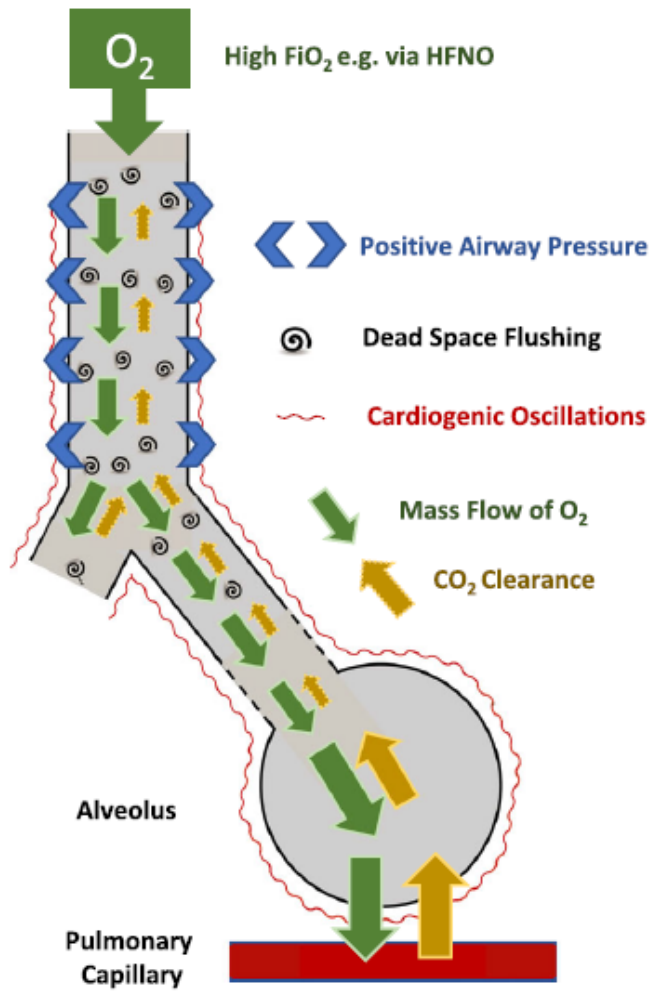 O₂
High FiO₂ e.g. via HFNO
Positive Airway Pressure
Dead Space Flushing
Cardiogenic Oscillations
Mass Flow of O₂
CO₂ Clearance
Alveolus
Pulmonary
Capillary